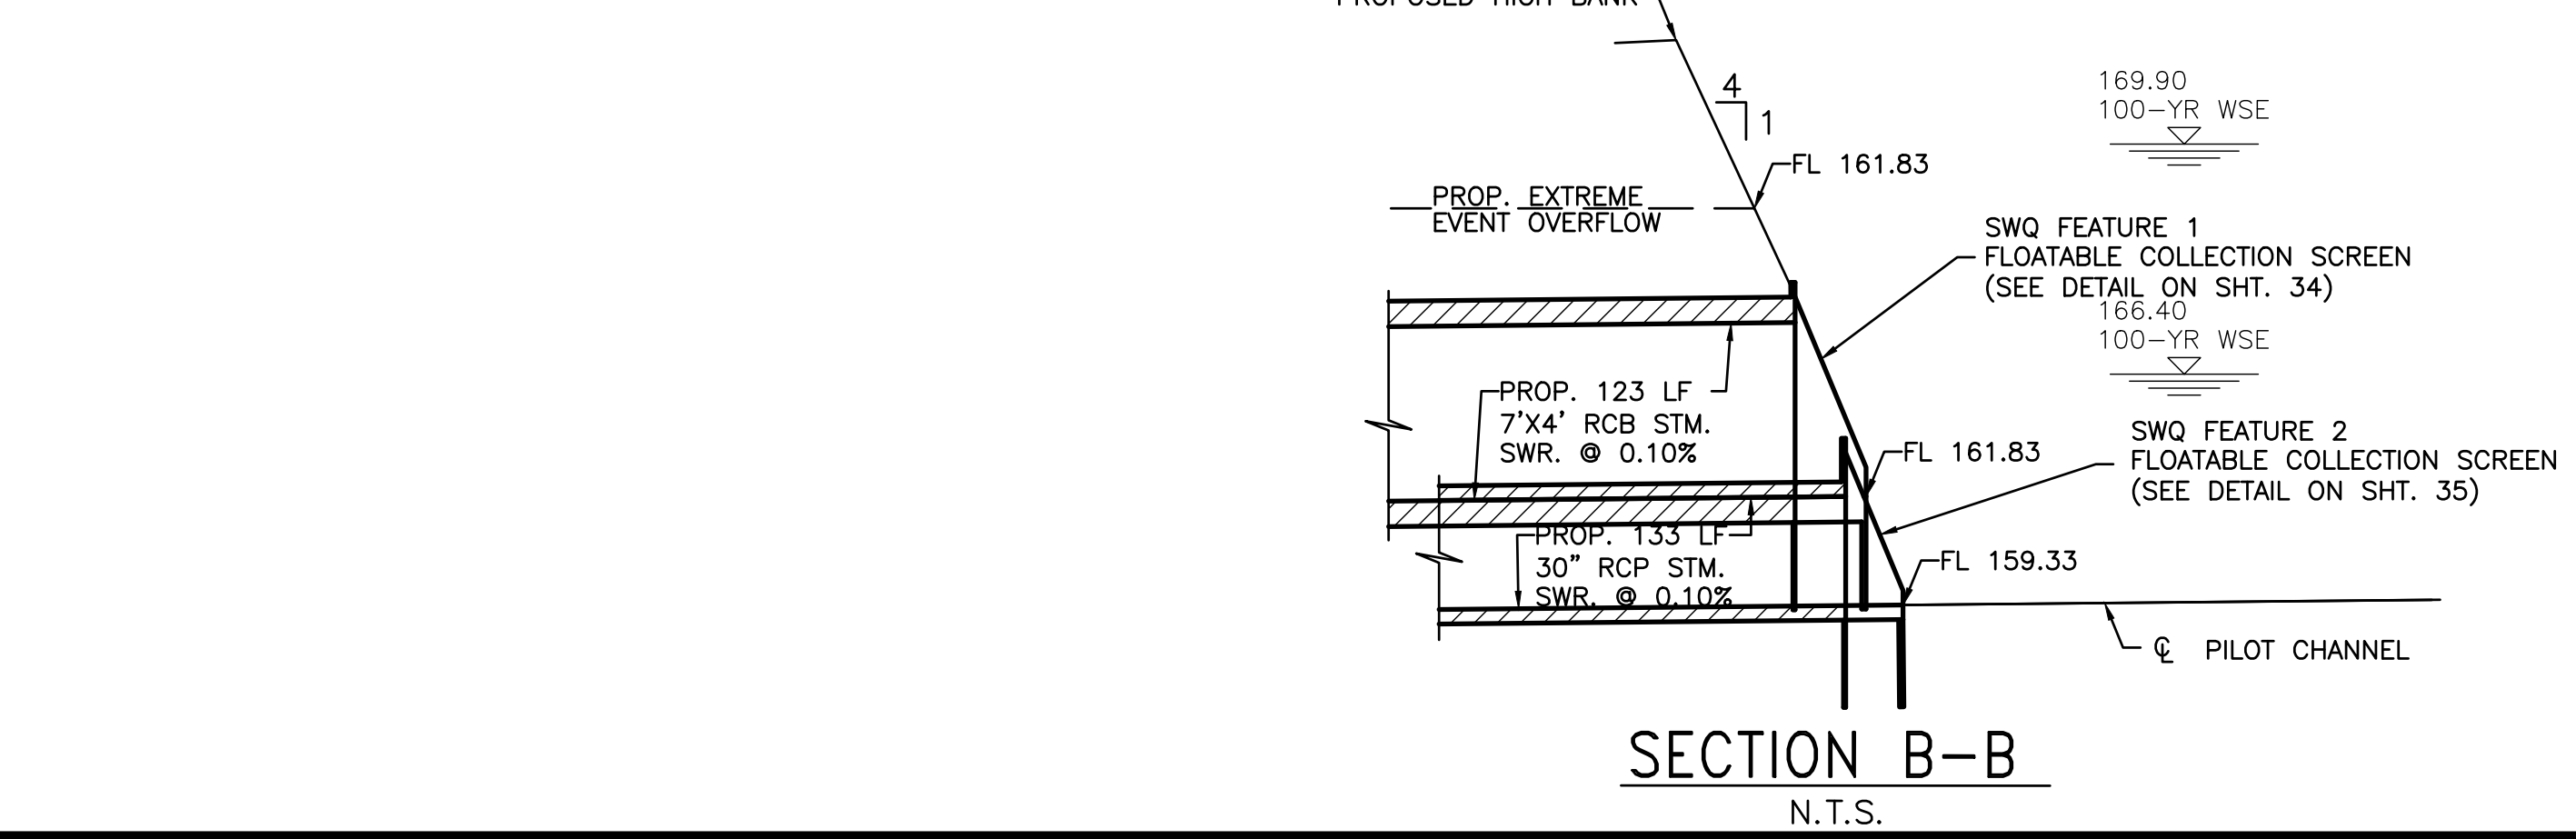 PROPOSED HIGH BANK
4
1
169.90
100-YR WSE
FL 161.83
PROP. EXTREME
EVENT OVERFLOW
SWQ FEATURE 1
FLOATABLE COLLECTION SCREEN
(SEE DETAIL ON SHT. 34)
166.40
100-YR WSE
PROP. 123 LF
7'X4' RCB STM.
SWR. @ 0.10%
FL 161.83
SWQ FEATURE 2
FLOATABLE COLLECTION SCREEN
(SEE DETAIL ON SHT. 35)
PROP. 133 LF
30" RCP STM.
SWR. @ 0.10%
FL 159.33
℄ PILOT CHANNEL
SECTION B-B
N.T.S.